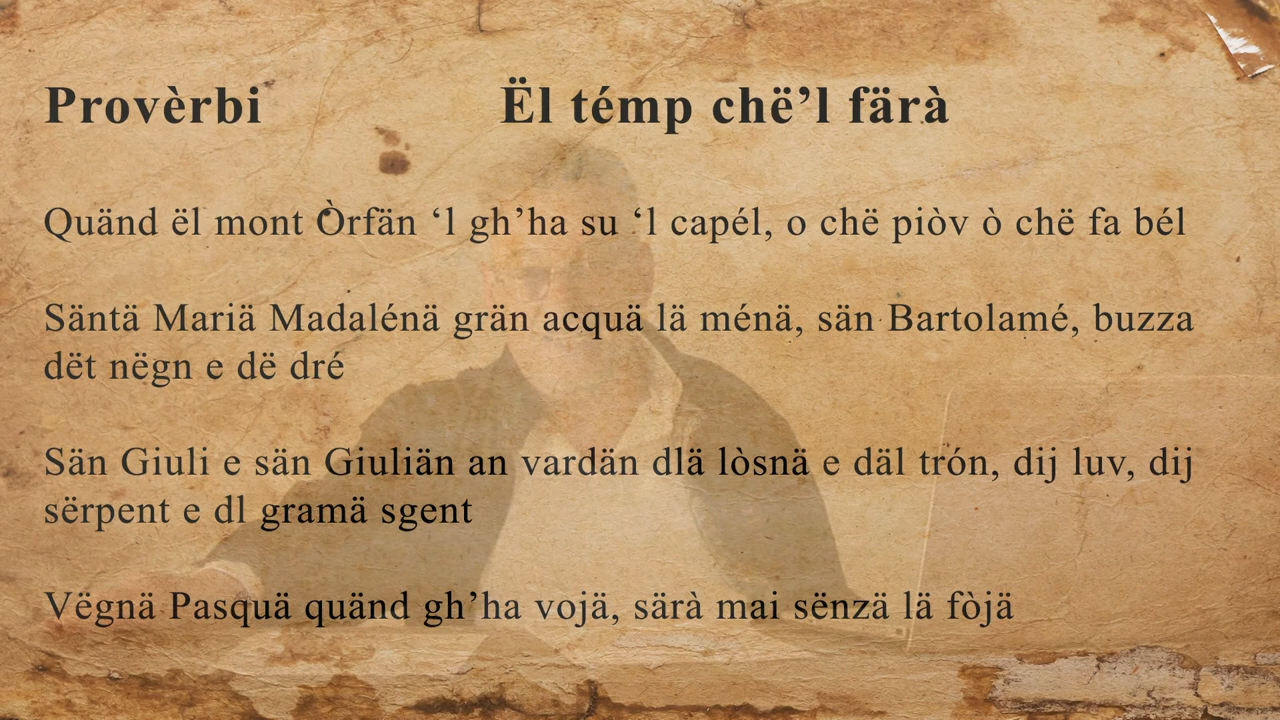 Provèrbi Ël témp chë’l färà
Quänd ël mont Òrfän ‘l gh’ha su ‘l capél, o chë piòv ò chë fa bél
Säntä Mariä Madalénä grän acquä lä ménä, sän Bartolamé, buzza
dët nëgn e dë dré
Sän Giuli e sän Giuliän an vardän dlä lòsnä e däl trón, dij luv, dij
sërpent e dl gramä sgent
Vëgnä Pasquä quänd gh’ha vojä, särà mai sënzä lä fòjä